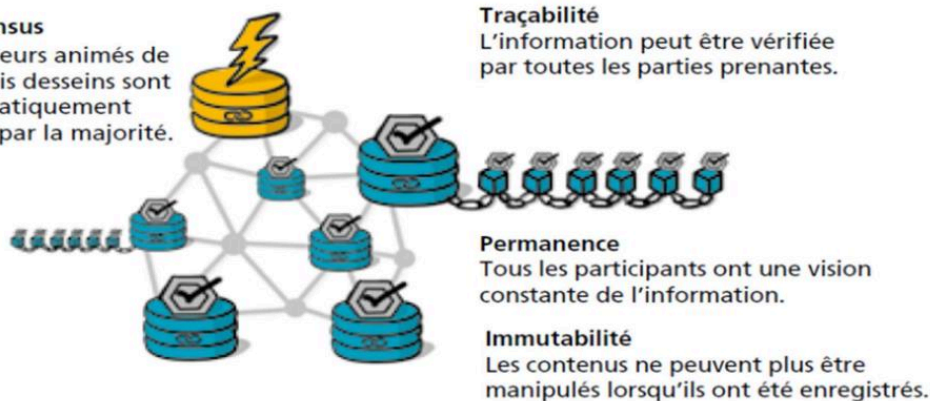 nsus
eurs animés de
is desseins sont
atiquement
par la majorité.
Traçabilité
L'information peut être vérifiée
par toutes les parties prenantes.
Permanence
Tous les participants ont une vision
constante de l'information.
Immutabilité
Les contenus ne peuvent plus être
manipulés lorsqu'ils ont été enregistrés.